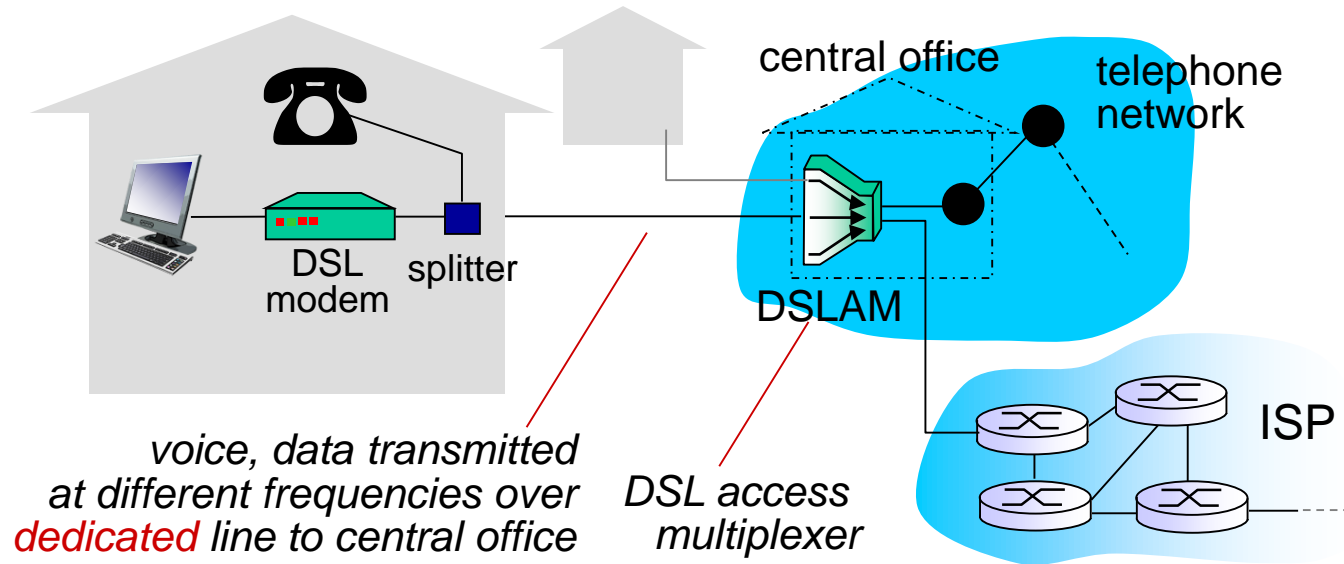 central office
telephone
network
DSL
modem
splitter
DSLAM
ISP
voice, data transmitted
at different frequencies over
dedicated line to central office
DSL access
multiplexer